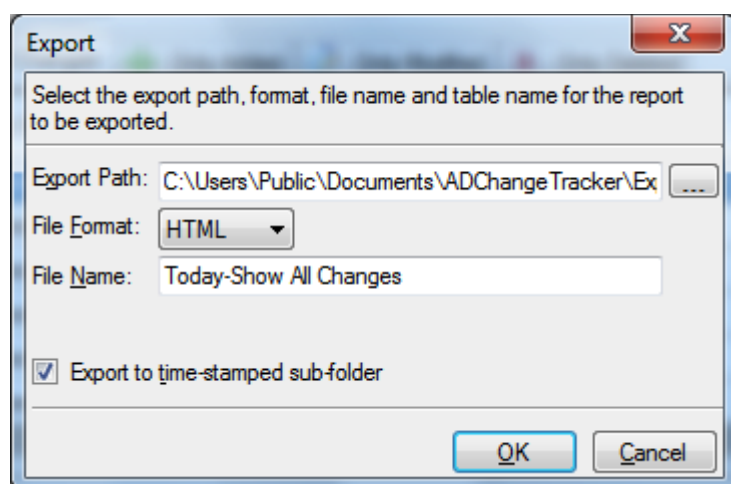 Export
Select the export path, format, file name and table name for the report
to be exported.
Export Path: C:\Users\Public\Documents\ADChangeTracker\Ex ...
File Format: HTML
File Name: Today-Show All Changes
Export to time-stamped sub-folder
OK Cancel